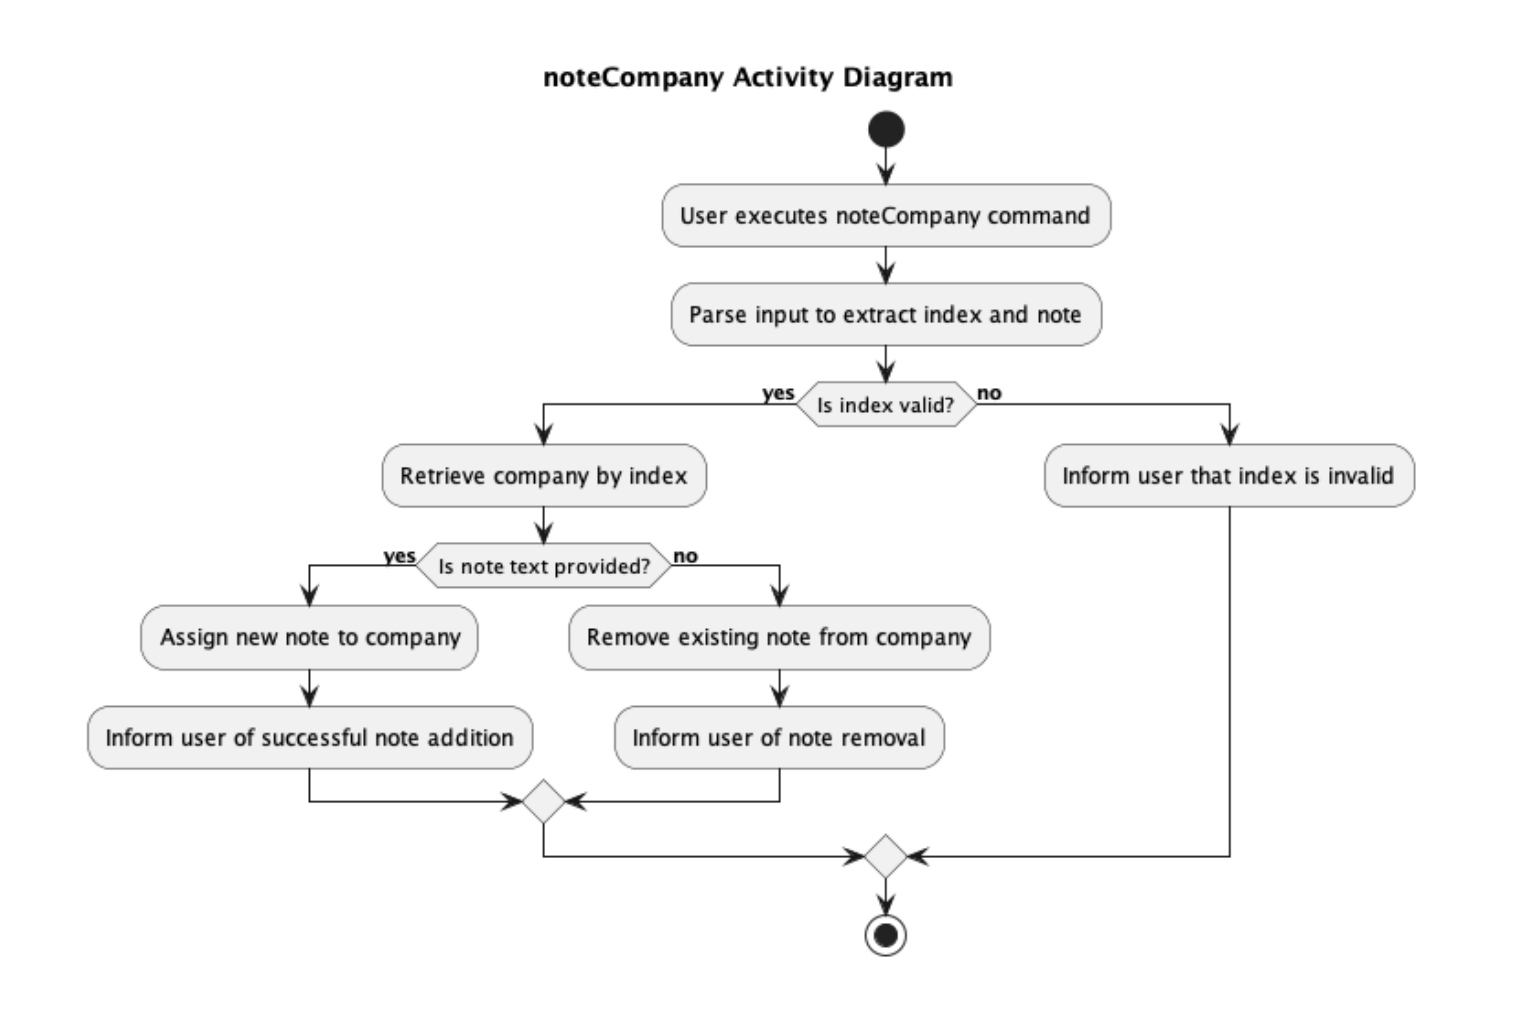 noteCompany Activity Diagram
User executes noteCompany command
Parse input to extract index and note
yes
Is index valid?
no
Retrieve company by index
Inform user that index is invalid
yes
Is note text provided?
no
Assign new note to company
Remove existing note from company
Inform user of successful note addition
Inform user of note removal